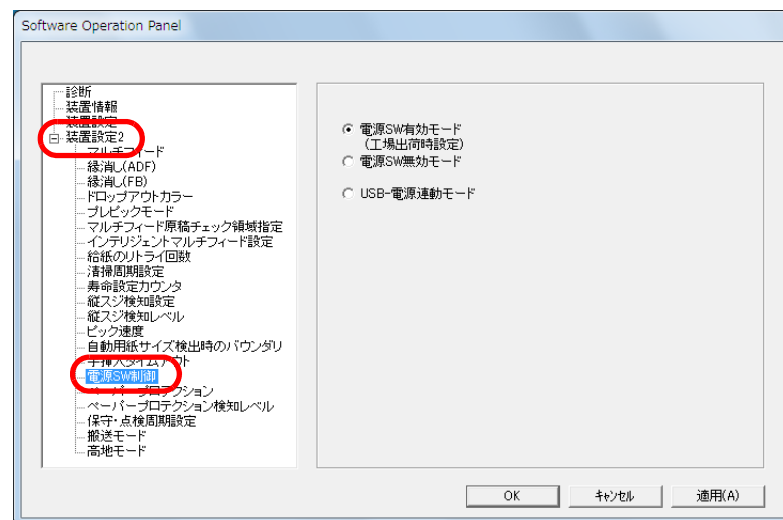 Software Operation Panel
診断
装置情報
装置設定
装置設定2
マルチフィード
縁消し(ADF)
縁消し(FB)
ドロップアウトカラー
プレピックモード
マルチフィード原稿チェック領域指定
インテリジェントマルチフィード設定
給紙のリトライ回数
清掃周期設定
寿命設定カウンタ
縦スジ検知設定
縦スジ検知レベル
ピック速度
自動用紙サイズ検出時のバウンダリ
手挿入タイムアウト
電源SW制御
ペーパープロテクション
ペーパープロテクション検知レベル
保守・点検周期設定
搬送モード
高地モード
電源SW有効モード
(工場出荷時設定)
電源SW無効モード
USB-電源連動モード
OK
キャンセル
適用(A)